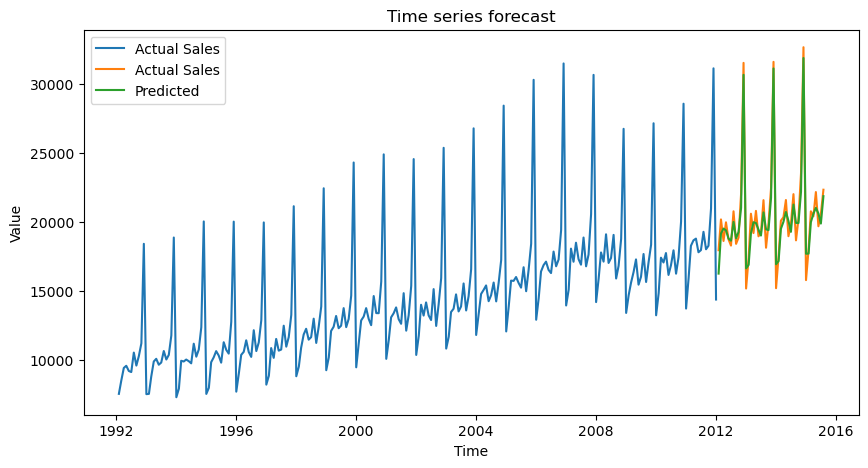 Time series forecast
Actual Sales
Actual Sales
Predicted
Value
30000
25000
20000
15000
10000
1992
1996
2000
2004
2008
2012
2016
Time